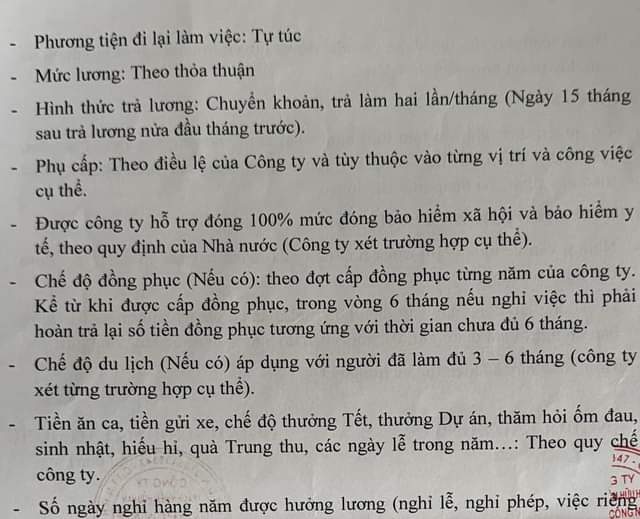 - Phương tiện đi lại làm việc: Tự túc
- Mức lương: Theo thỏa thuận
- Hình thức trả lương: Chuyển khoản, trả làm hai lần/tháng (Ngày 15 tháng
sau trả lương nửa đầu tháng trước).
- Phụ cấp: Theo điều lệ của Công ty và tùy thuộc vào từng vị trí và công việc
cụ thể.
- Được công ty hỗ trợ đóng 100% mức đóng bảo hiểm xã hội và bảo hiểm y
tế, theo quy định của Nhà nước (Công ty xét trường hợp cụ thể).
- Chế độ đồng phục (Nếu có): theo đợt cấp đồng phục từng năm của công ty.
Kể từ khi được cấp đồng phục, trong vòng 6 tháng nếu nghỉ việc thì phải
hoàn trả lại số tiền đồng phục tương ứng với thời gian chưa đủ 6 tháng.
- Chế độ du lịch (Nếu có) áp dụng với người đã làm đủ 3 – 6 tháng (công ty
xét từng trường hợp cụ thể).
- Tiền ăn ca, tiền gửi xe, chế độ thưởng Tết, thưởng Dự án, thăm hỏi ốm đau,
sinh nhật, hiếu hỉ, quà Trung thu, các ngày lễ trong năm…: Theo quy chế
công ty.
- Số ngày nghỉ hàng năm được hưởng lương (nghỉ lễ, nghỉ phép, việc riêng